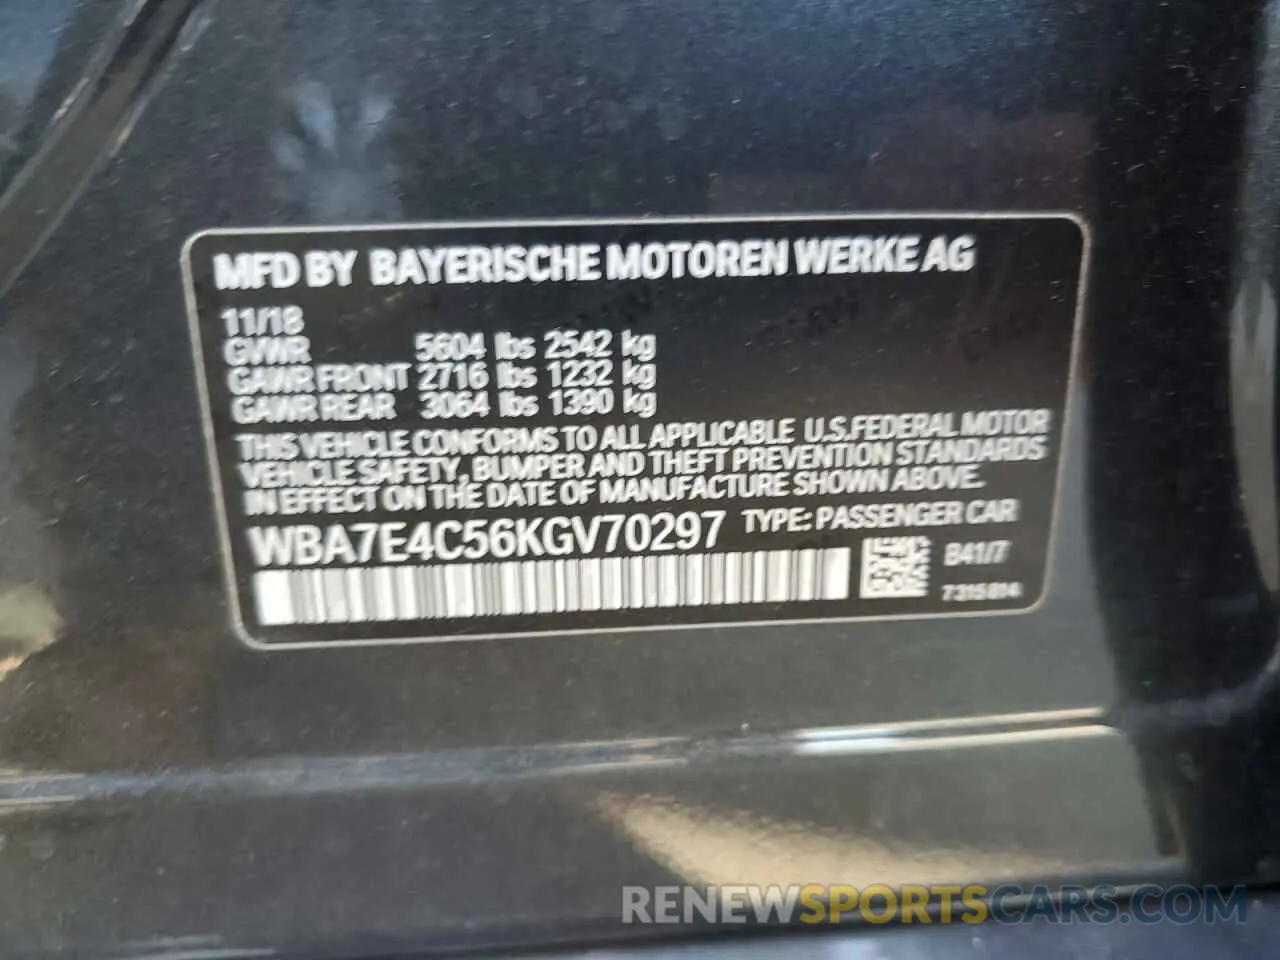 MFD BY BAYERISCHE MOTOREN WERKE AG
11/18
GVWR 5604 lbs 2542 kg
GAWR FRONT 2716 lbs 1232 kg
GAWR REAR 3064 lbs 1390 kg
THIS VEHICLE CONFORMS TO ALL APPLICABLE U.S.FEDERAL MOTOR
VEHICLE SAFETY, BUMPER AND THEFT PREVENTION STANDARDS
IN EFFECT ON THE DATE OF MANUFACTURE SHOWN ABOVE.
WBA7E4C56KGV70297 TYPE: PASSENGER CAR
B41/7
7315814
RENEWSPORTSCARS.COM